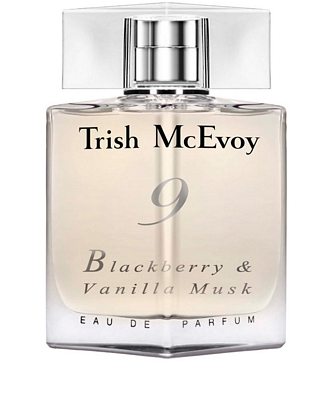 Trish McEvoy
9
Blackberry &
Vanilla Musk
EAU DE PARFUM